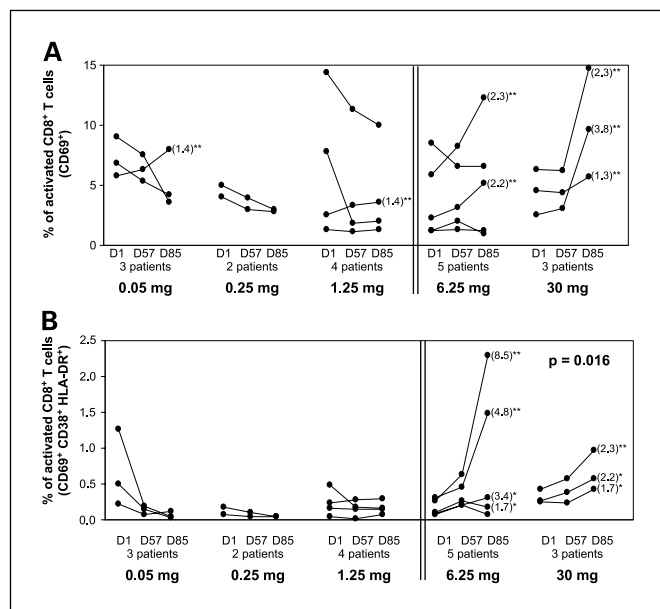 A
% of activated CD8+ T cells
(CD69+)
15
10
5
0
(1.4)**
(1.4)**
(2.3)**
(2.2)**
(2.3)**
(3.8)**
(1.3)**
D1 D57 D85 D1 D57 D85 D1 D57 D85 D1 D57 D85 D1 D57 D85
3 patients 2 patients 4 patients 5 patients 3 patients
0.05 mg 0.25 mg 1.25 mg 6.25 mg 30 mg
B
% of activated CD8+ T cells
(CD69+ CD38+ HLA-DR+)
2.5
2.0
1.5
1.0
0.5
0.0
p = 0.016
(8.5)**
(4.8)**
(3.4)*
(1.7)*
(2.3)**
(2.2)*
(1.7)*
D1 D57 D85 D1 D57 D85 D1 D57 D85 D1 D57 D85 D1 D57 D85
3 patients 2 patients 4 patients 5 patients 3 patients
0.05 mg 0.25 mg 1.25 mg 6.25 mg 30 mg